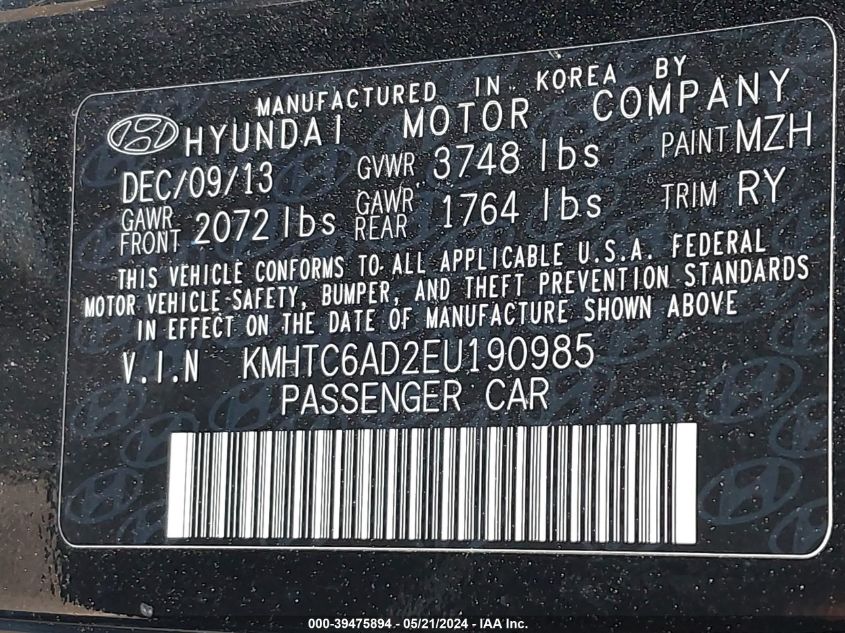 MANUFACTURED IN KOREA BY
HYUNDAI MOTOR COMPANY
DEC/09/13 GVWR 3748 lbs PAINT MZH
GAWR FRONT 2072 lbs GAWR REAR 1764 lbs TRIM RY
THIS VEHICLE CONFORMS TO ALL APPLICABLE U.S.A. FEDERAL
MOTOR VEHICLE SAFETY, BUMPER, AND THEFT PREVENTION STANDARDS
IN EFFECT ON THE DATE OF MANUFACTURE SHOWN ABOVE
V.I.N KMHTC6AD2EU190985
PASSENGER CAR
000-39475894 - 05/21/2024 - IAA Inc.